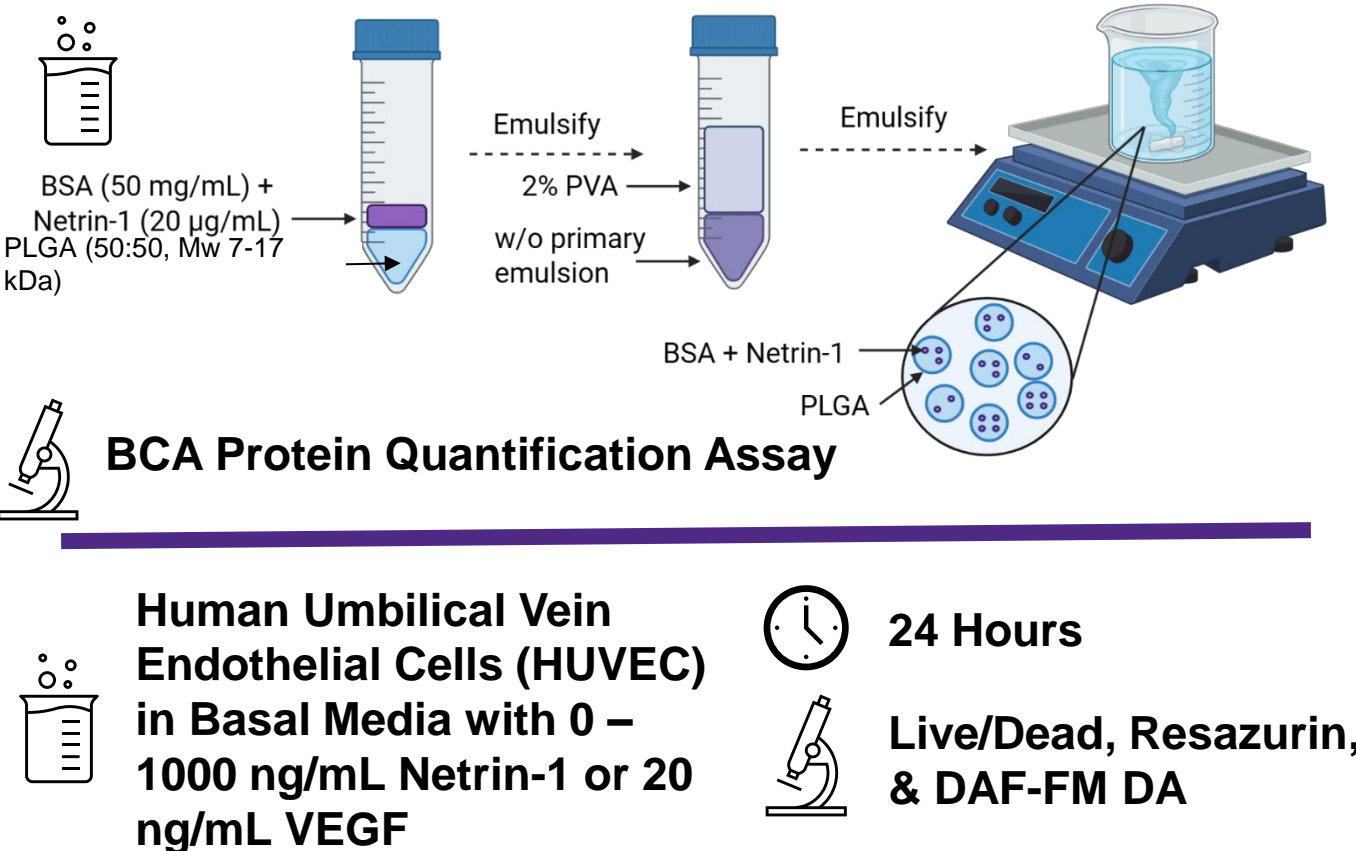 BSA (50 mg/mL) +
Netrin-1 (20 µg/mL)
PLGA (50:50, Mw 7-17
kDa)
Emulsify
2% PVA
w/o primary
emulsion
Emulsify
BSA + Netrin-1
PLGA
BCA Protein Quantification Assay
Human Umbilical Vein
Endothelial Cells (HUVEC)
in Basal Media with 0 –
1000 ng/mL Netrin-1 or 20
ng/mL VEGF
24 Hours
Live/Dead, Resazurin,
& DAF-FM DA